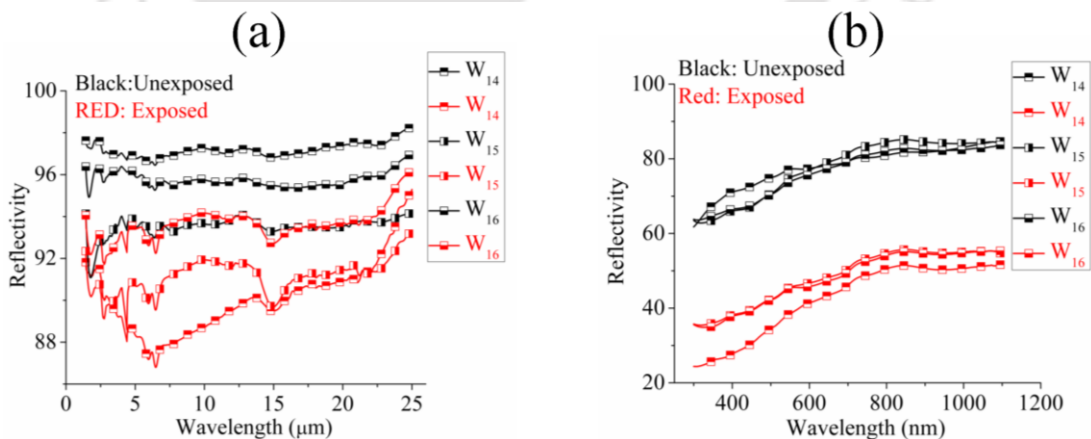 (a)
Black:Unexposed
RED: Exposed
W14
W14
W15
W15
W16
W16
100
96
92
88
Reflectivity
0 5 10 15 20 25
Wavelength (μm)
(b)
Black: Unexposed
Red: Exposed
W14
W14
W15
W15
W16
W16
100
80
60
40
20
Reflectivity
400 600 800 1000 1200
Wavelength (nm)